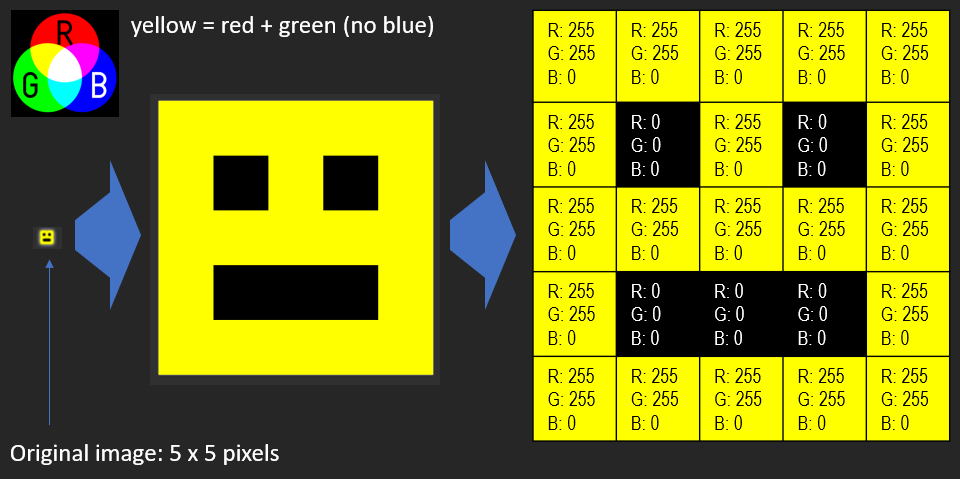 R
G
B
yellow = red + green (no blue)
Original image: 5 x 5 pixels
R: 255 R: 255 R: 255 R: 255 R: 255
G: 255 G: 255 G: 255 G: 255 G: 255
B: 0 B: 0 B: 0 B: 0 B: 0
R: 255 R: 0 R: 255 R: 0 R: 255
G: 255 G: 0 G: 255 G: 0 G: 255
B: 0 B: 0 B: 0 B: 0 B: 0
R: 255 R: 255 R: 255 R: 255 R: 255
G: 255 G: 255 G: 255 G: 255 G: 255
B: 0 B: 0 B: 0 B: 0 B: 0
R: 255 R: 0 R: 0 R: 0 R: 255
G: 255 G: 0 G: 0 G: 0 G: 255
B: 0 B: 0 B: 0 B: 0 B: 0
R: 255 R: 255 R: 255 R: 255 R: 255
G: 255 G: 255 G: 255 G: 255 G: 255
B: 0 B: 0 B: 0 B: 0 B: 0